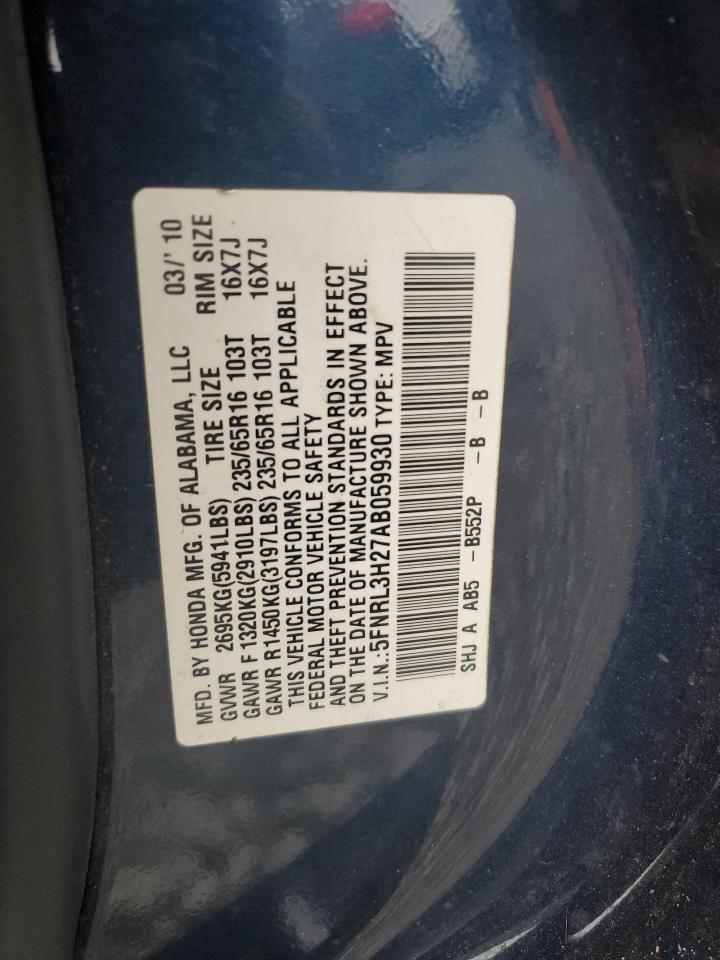 MFD. BY HONDA MFG. OF ALABAMA, LLC 03/' 10
GVWR 2695KG(5941LBS) TIRE SIZE RIM SIZE
GAWR F 1320KG(2910LBS) 235/65R16 103T 16X7J
GAWR R 1450KG(3197LBS) 235/65R16 103T 16X7J
THIS VEHICLE CONFORMS TO ALL APPLICABLE
FEDERAL MOTOR VEHICLE SAFETY
AND THEFT PREVENTION STANDARDS IN EFFECT
ON THE DATE OF MANUFACTURE SHOWN ABOVE.
V.I.N.:5FNRL3H27AB059930 TYPE: MPV
SHJ A AB5 -B552P -B -B